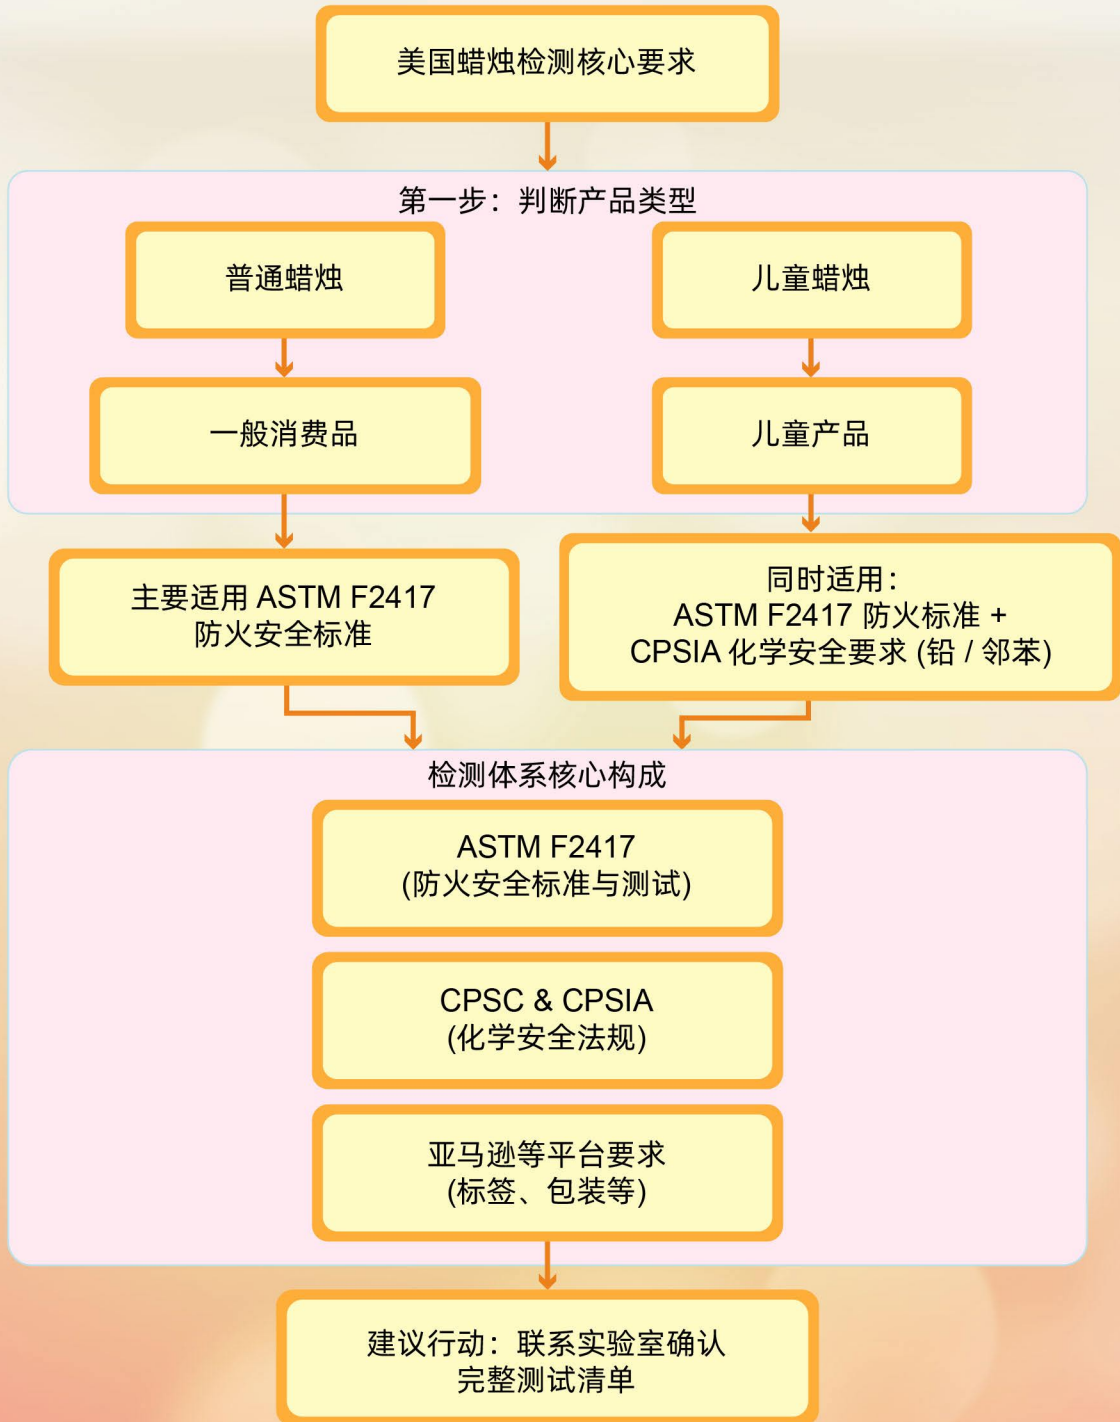 美国蜡烛检测核心要求
第一步：判断产品类型
普通蜡烛
儿童蜡烛
一般消费品
儿童产品
主要适用 ASTM F2417
防火安全标准
同时适用：
ASTM F2417 防火标准 +
CPSIA 化学安全要求 (铅 / 邻苯)
检测体系核心构成
ASTM F2417
(防火安全标准与测试)
CPSC & CPSIA
(化学安全法规)
亚马逊等平台要求
(标签、包装等)
建议行动：联系实验室确认
完整测试清单